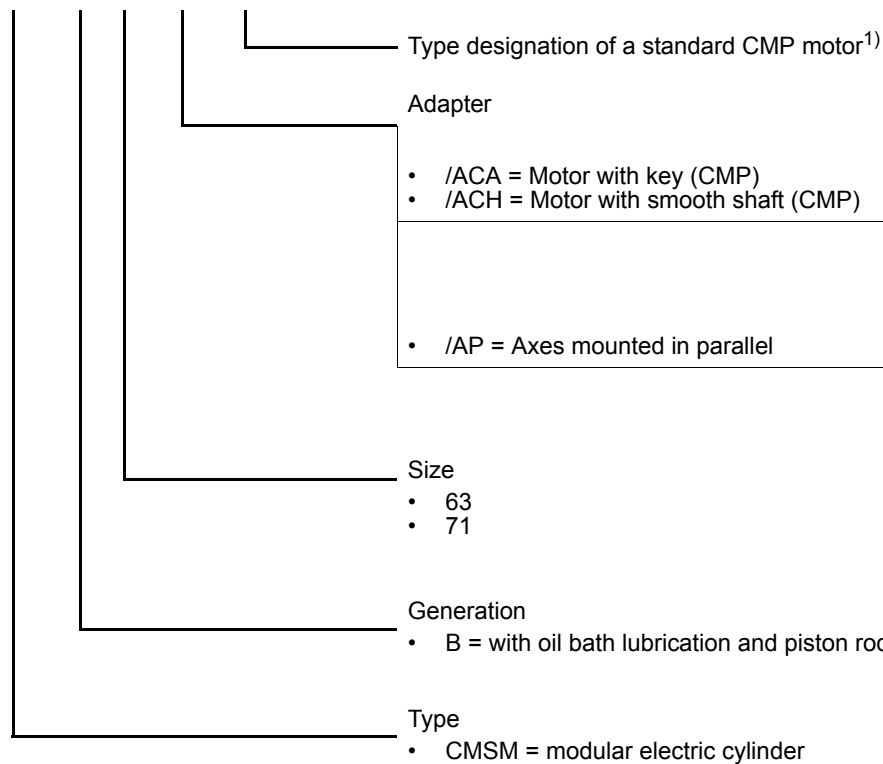 Type designation of a standard CMP motor1)
Adapter
• /ACA = Motor with key (CMP)
• /ACH = Motor with smooth shaft (CMP)
• /AP = Axes mounted in parallel
Size
• 63
• 71
Generation
• B = with oil bath lubrication and piston
Type
• CMSM = modular electric cylinder